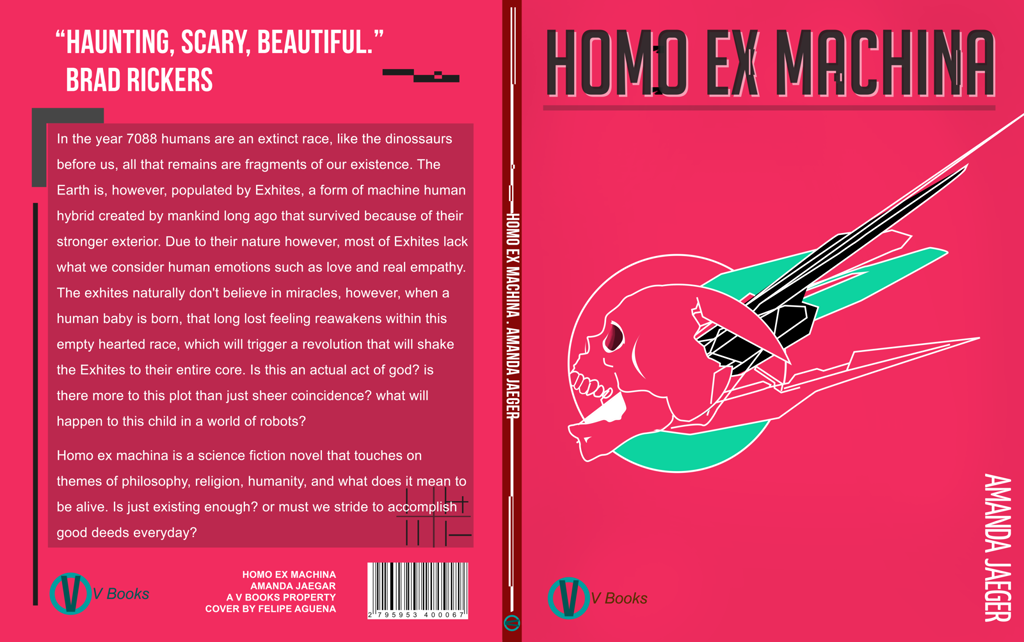 “HAUNTING, SCARY, BEAUTIFUL.”
BRAD RICKERS
In the year 7088 humans are an extinct race, like the dinossaurs
before us, all that remains are fragments of our existence. The
Earth is, however, populated by Exhites, a form of machine human
hybrid created by mankind long ago that survived because of their
stronger exterior. Due to their nature however, most of Exhites lack
what we consider human emotions such as love and real empathy.
The exhites naturally don't believe in miracles, however, when a
human baby is born, that long lost feeling reawakens within this
empty hearted race, which will trigger a revolution that will shake
the Exhites to their entire core. Is this an actual act of god? is
there more to this plot than just sheer coincidence? what will
happen to this child in a world of robots?
Homo ex machina is a science fiction novel that touches on
themes of philosophy, religion, humanity, and what does it mean to
be alive. Is just existing enough? or must we stride to accomplish
good deeds everyday?
V
V Books
HOMO EX MACHINA
AMANDA JAEGAR
A V BOOKS PROPERTY
COVER BY FELIPE AGUENA
2 795953 400067
HOMO EX MACHINA . AMANDA JAEGER
V
HOMO EX MACHINA
AMANDA JAEGER
V
V Books